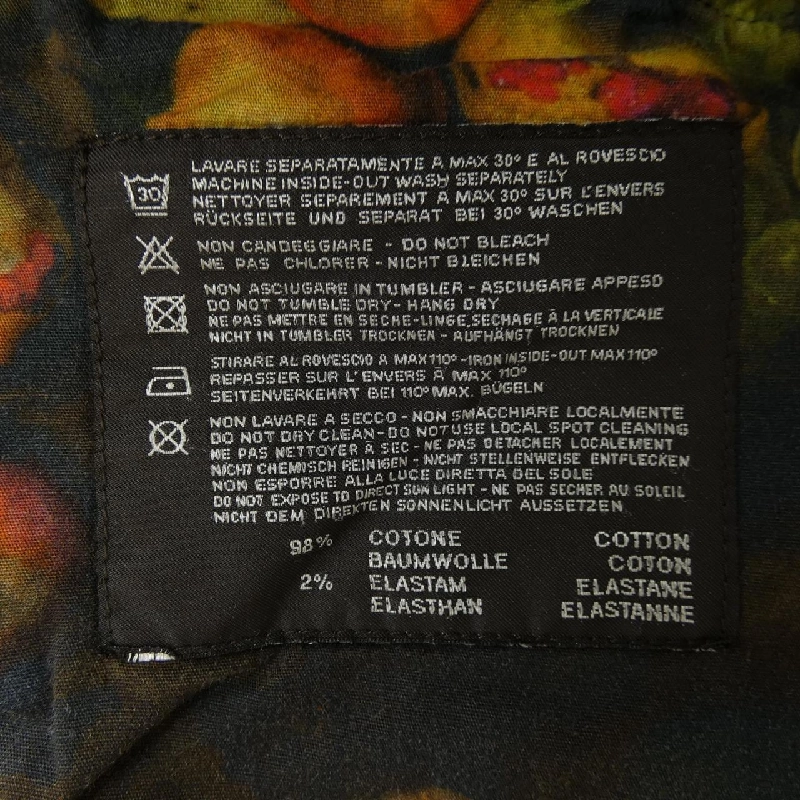 30
LAVARE SEPARATAMENTE A MAX 30° E AL ROVESCIO
MACHINE INSIDE-OUT WASH SEPARATELY
NETTOYER SEPAREMENT A MAX 30° SUR L'ENVERS
RÜCKSEITE UND SEPARAT BEI 30° WASCHEN
NON CANDEGGIARE - DO NOT BLEACH
NE PAS CHLORER - NICHT BLEICHEN
NON ASCIUGARE IN TUMBLER - ASCIUGARE APPESO
DO NOT TUMBLE DRY - HANG DRY
NE PAS METTRE EN SECHE-LINGE, SECHAGE À LA VERTICALE
NICHT IN TUMBLER TROCKNEN - AUFHÄNGT TROCKNEN
STIRARE AL ROVESCIO A MAX 110° - IRON INSIDE-OUT MAX 110°
REPASSER SUR L'ENVERS À MAX 110°
SEITENVERKEHRT BEI 110° MAX. BÜGELN
NON LAVARE A SECCO - NON SMACCHIARE LOCALMENTE
DO NOT DRY CLEAN - DO NOT USE LOCAL SPOT CLEANING
NE PAS NETTOYER A SEC - NE PAS DETACHER LOCALEMENT
NICHT CHEMISCH REINIGEN - NICHT STELLENWEISE ENTFLECKEN
NON ESPORRE ALLA LUCE DIRETTA DEL SOLE
DO NOT EXPOSE TO DIRECT SUN LIGHT - NE PAS SECHER AU SOLEIL
NICHT DEM DIREKTEN SONNENLICHT AUSSETZEN
98% COTONE COTTON
BAUMWOLLE COTON
2% ELASTAM ELASTANE
ELASTHAN ELASTANNE